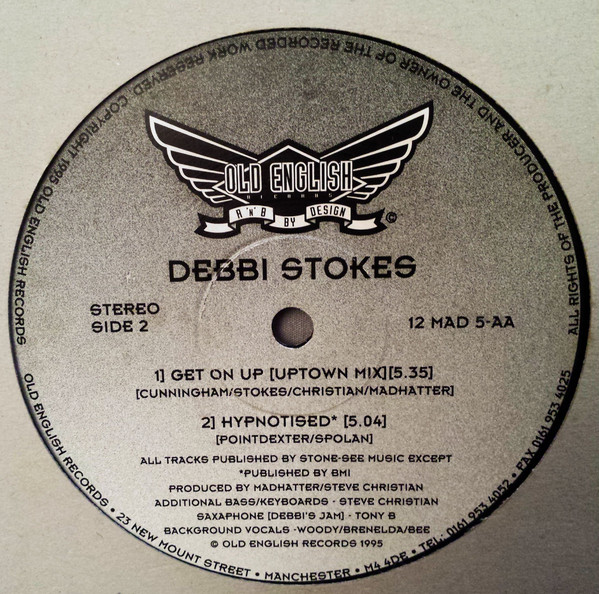 OLD ENGLISH
RECORDS
R 'N' B BY DESIGN
©
DEBBI STOKES
STEREO
SIDE 2
12 MAD 5-AA
1] GET ON UP [UPTOWN MIX][5.35]
[CUNNINGHAM/STOKES/CHRISTIAN/MADHATTER]
2] HYPNOTISED* [5.04]
[POINTDEXTER/SPOLAN]
ALL TRACKS PUBLISHED BY STONE-SEE MUSIC EXCEPT
*PUBLISHED BY BMI
PRODUCED BY MADHATTER/STEVE CHRISTIAN
ADDITIONAL BASS/KEYBOARDS - STEVE CHRISTIAN
SAXAPHONE [DEBBI'S JAM] - TONY B
BACKGROUND VOCALS -WOODY/BRENELDA/BEE
© OLD ENGLISH RECORDS 1995
ALL RIGHTS OF THE PRODUCER AND THE OWNER OF THE RECORDED WORK RESERVED. COPYRIGHT 1995 OLD ENGLISH RECORDS
OLD ENGLISH RECORDS • 23 NEW MOUNT STREET • MANCHESTER • M4 4DE • TEL: 0161 953 4052 • FAX 0161 953 4025